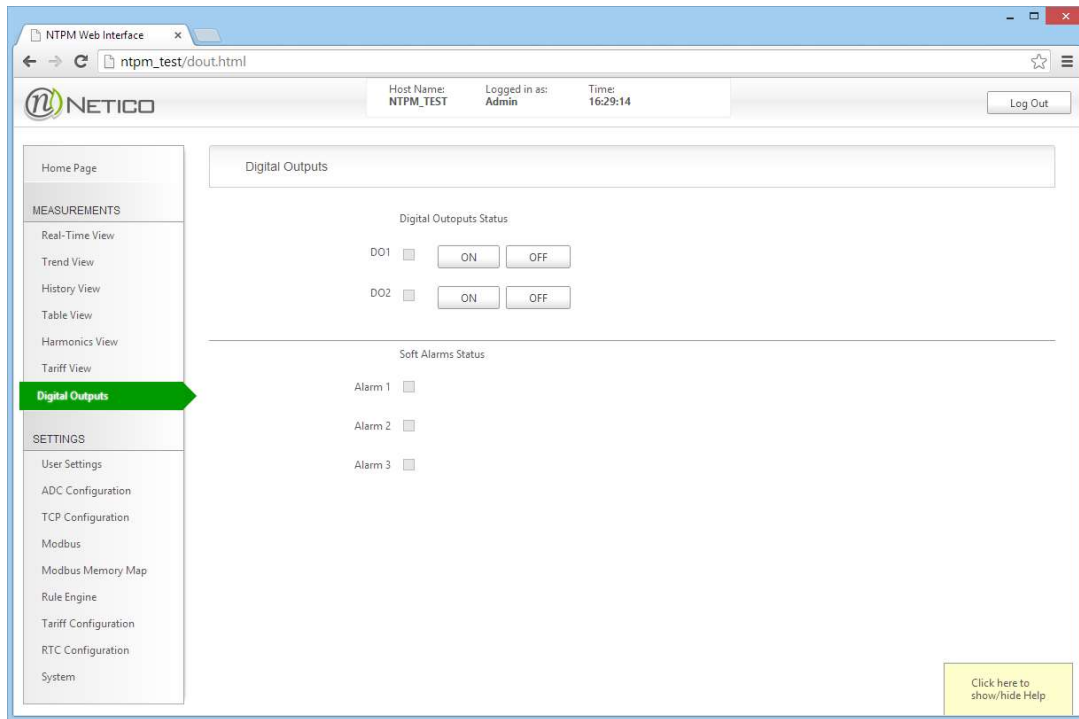 NTPM Web Interface
ntpm_test/dout.html
n NETICO
Host Name: Logged in as: Time:
NTPM_TEST Admin 16:29:14
Log Out
Home Page
MEASUREMENTS
Real-Time View
Trend View
History View
Table View
Harmonics View
Tariff View
Digital Outputs
SETTINGS
User Settings
ADC Configuration
TCP Configuration
Modbus
Modbus Memory Map
Rule Engine
Tariff Configuration
RTC Configuration
System
Digital Outputs
Digital Outoputs Status
DO1 ON OFF
DO2 ON OFF
Soft Alarms Status
Alarm 1
Alarm 2
Alarm 3
Click here to
show/hide Help